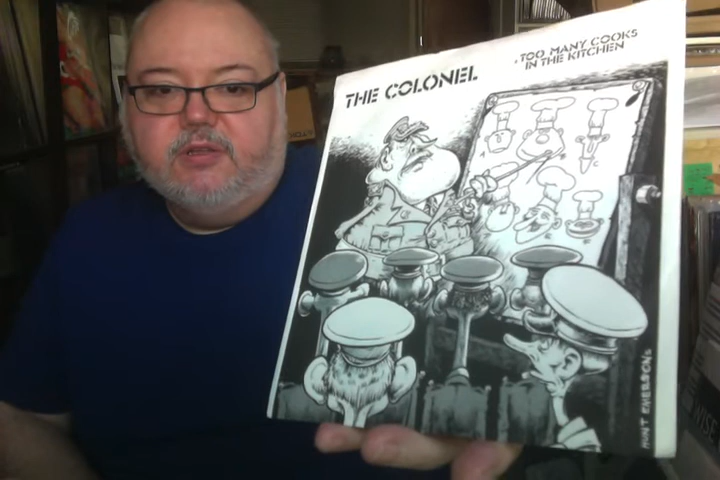 THE COLONEL
TOO MANY COOKS
IN THE KITCHEN
A
B
C
HUNT EMERSON